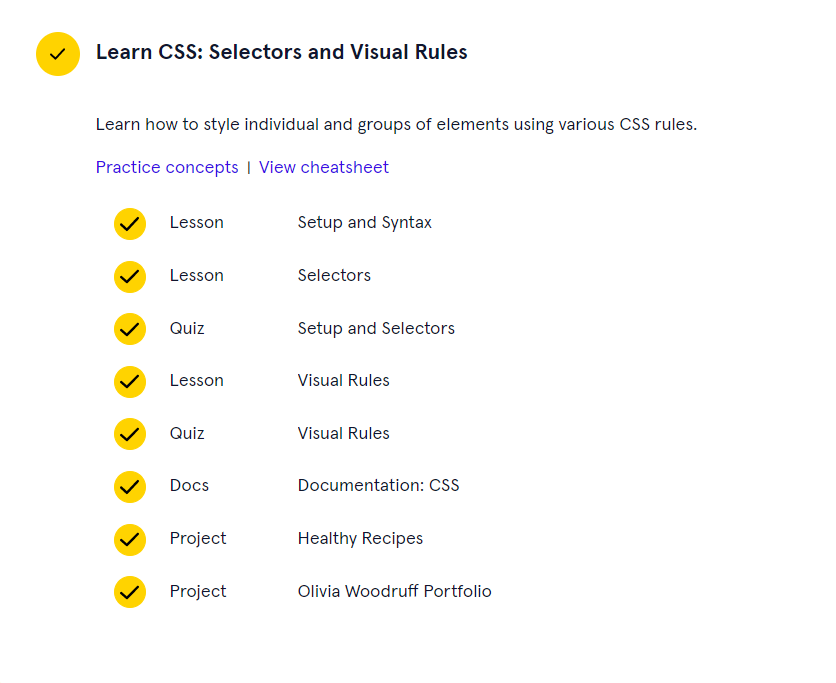 Learn CSS: Selectors and Visual Rules
Learn how to style individual and groups of elements using various CSS rules.
Practice concepts | View cheatsheet
Lesson Setup and Syntax
Lesson Selectors
Quiz Setup and Selectors
Lesson Visual Rules
Quiz Visual Rules
Docs Documentation: CSS
Project Healthy Recipes
Project Olivia Woodruff Portfolio